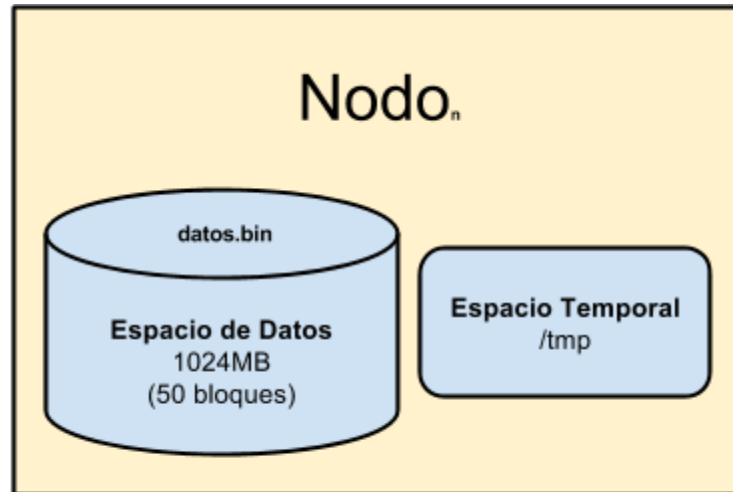 Nodo.n
datos.bin
Espacio de Datos
1024MB
(50 bloques)
Espacio Temporal
/tmp